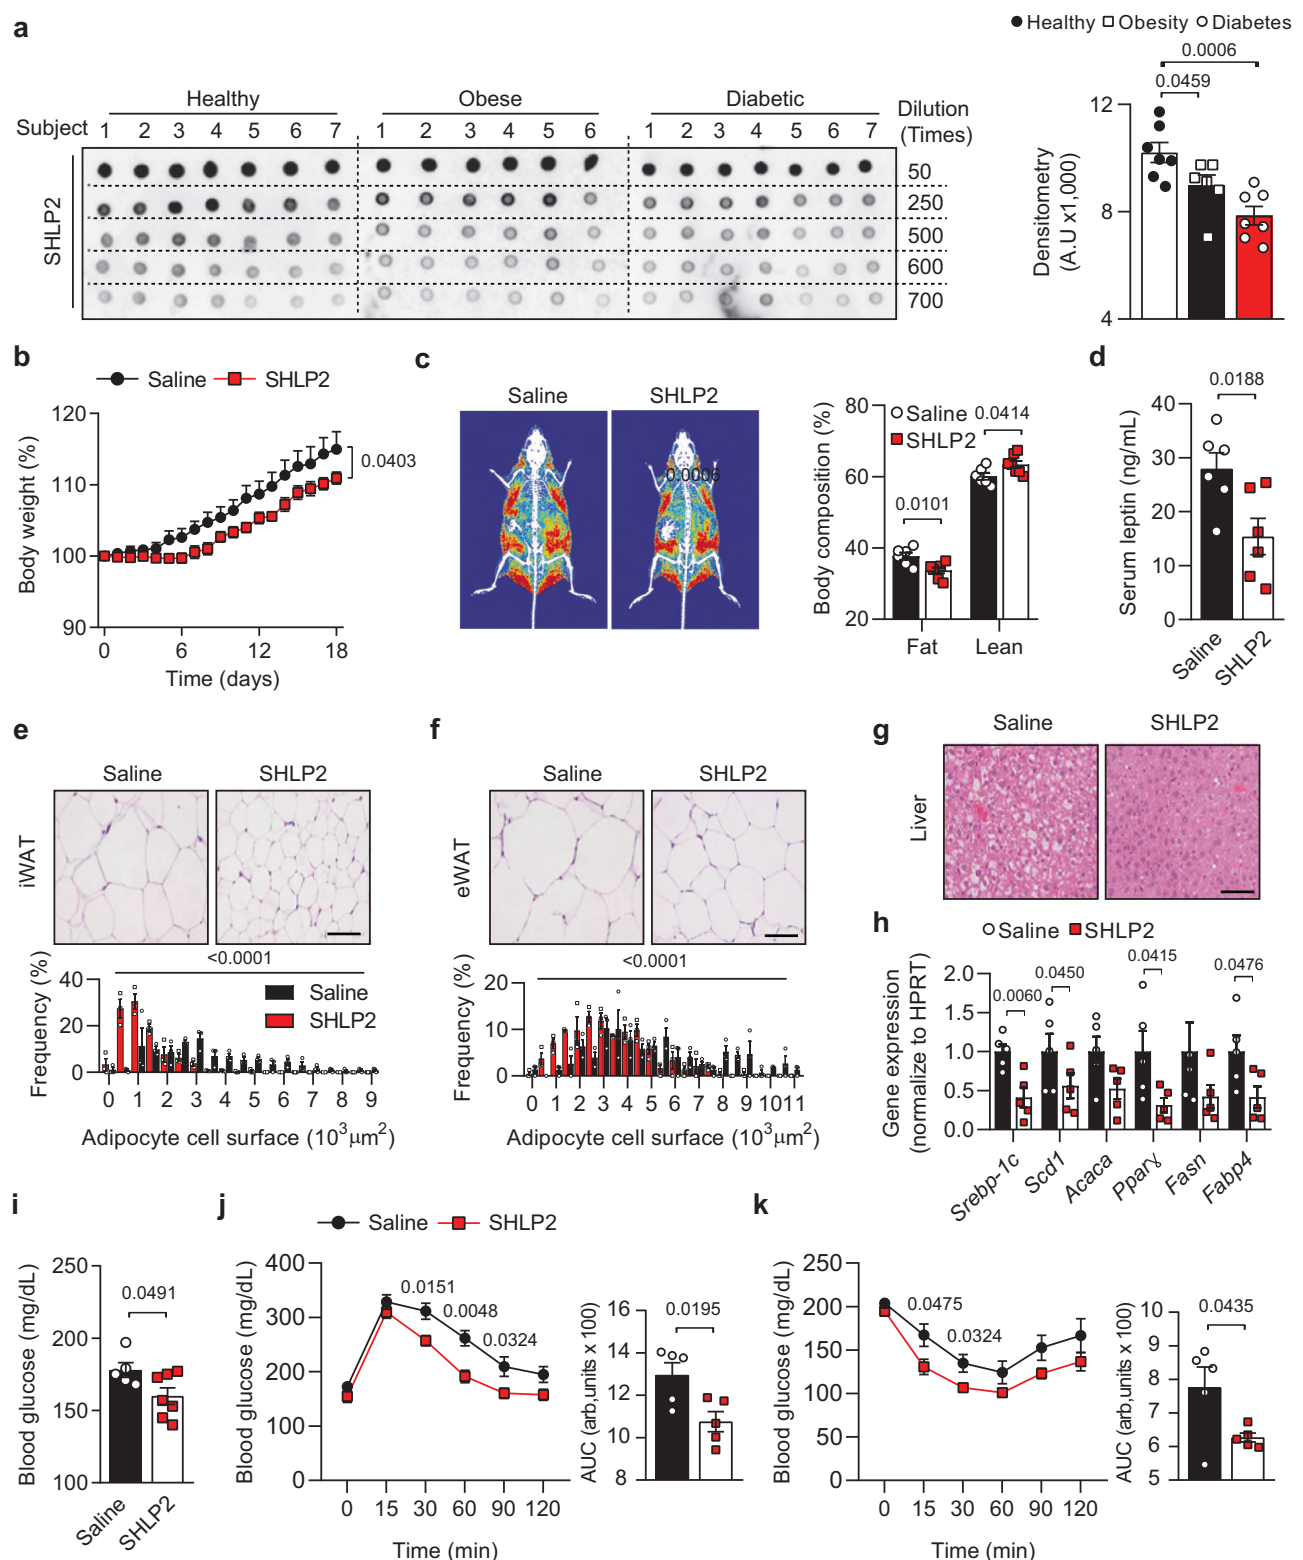 a
Healthy Obesity Diabetes
0.0006
0.0459
Healthy Obese Diabetic
Dilution
(Times)
Subject 1 2 3 4 5 6 7 1 2 3 4 5 6 1 2 3 4 5 6 7
SHLP2
50
250
500
600
700
Densitometry
(A.U x1,000)
12
8
4
b
Saline SHLP2
Body weight (%)
120
110
100
90
0.0403
0 6 12 18
Time (days)
c
Saline SHLP2
0.0006
Body composition (%)
80
60
40
20
Saline
SHLP2
0.0414
0.0101
Fat Lean
d
0.0188
Serum leptin (ng/mL)
40
30
20
10
0
Saline SHLP2
e
Saline SHLP2
iWAT
<0.0001
Frequency (%)
40
20
0
Saline
SHLP2
0 1 2 3 4 5 6 7 8 9
Adipocyte cell surface (10³µm²)
f
Saline SHLP2
eWAT
<0.0001
Frequency (%)
20
10
0
0 1 2 3 4 5 6 7 8 9 10 11
Adipocyte cell surface (10³µm²)
g
Saline SHLP2
Liver
h
Saline SHLP2
Gene expression
(normalize to HPRT)
2.0
1.5
1.0
0.5
0.0
0.0060
0.0450
0.0415
0.0476
Srebp-1c Scd1 Acaca Pparɣ Fasn Fabp4
i
Blood glucose (mg/dL)
250
200
150
100
0.0491
Saline SHLP2
j
Saline SHLP2
Blood glucose (mg/dL)
400
300
200
100
0
0.0151
0.0048
0.0324
0 15 30 60 90 120
Time (min)
AUC (arb,units x 100)
16
14
12
10
8
0.0195
k
Blood glucose (mg/dL)
250
200
150
100
50
0
0.0475
0.0324
0 15 30 60 90 120
Time (min)
AUC (arb,units x 100)
10
9
8
7
6
5
0.0435